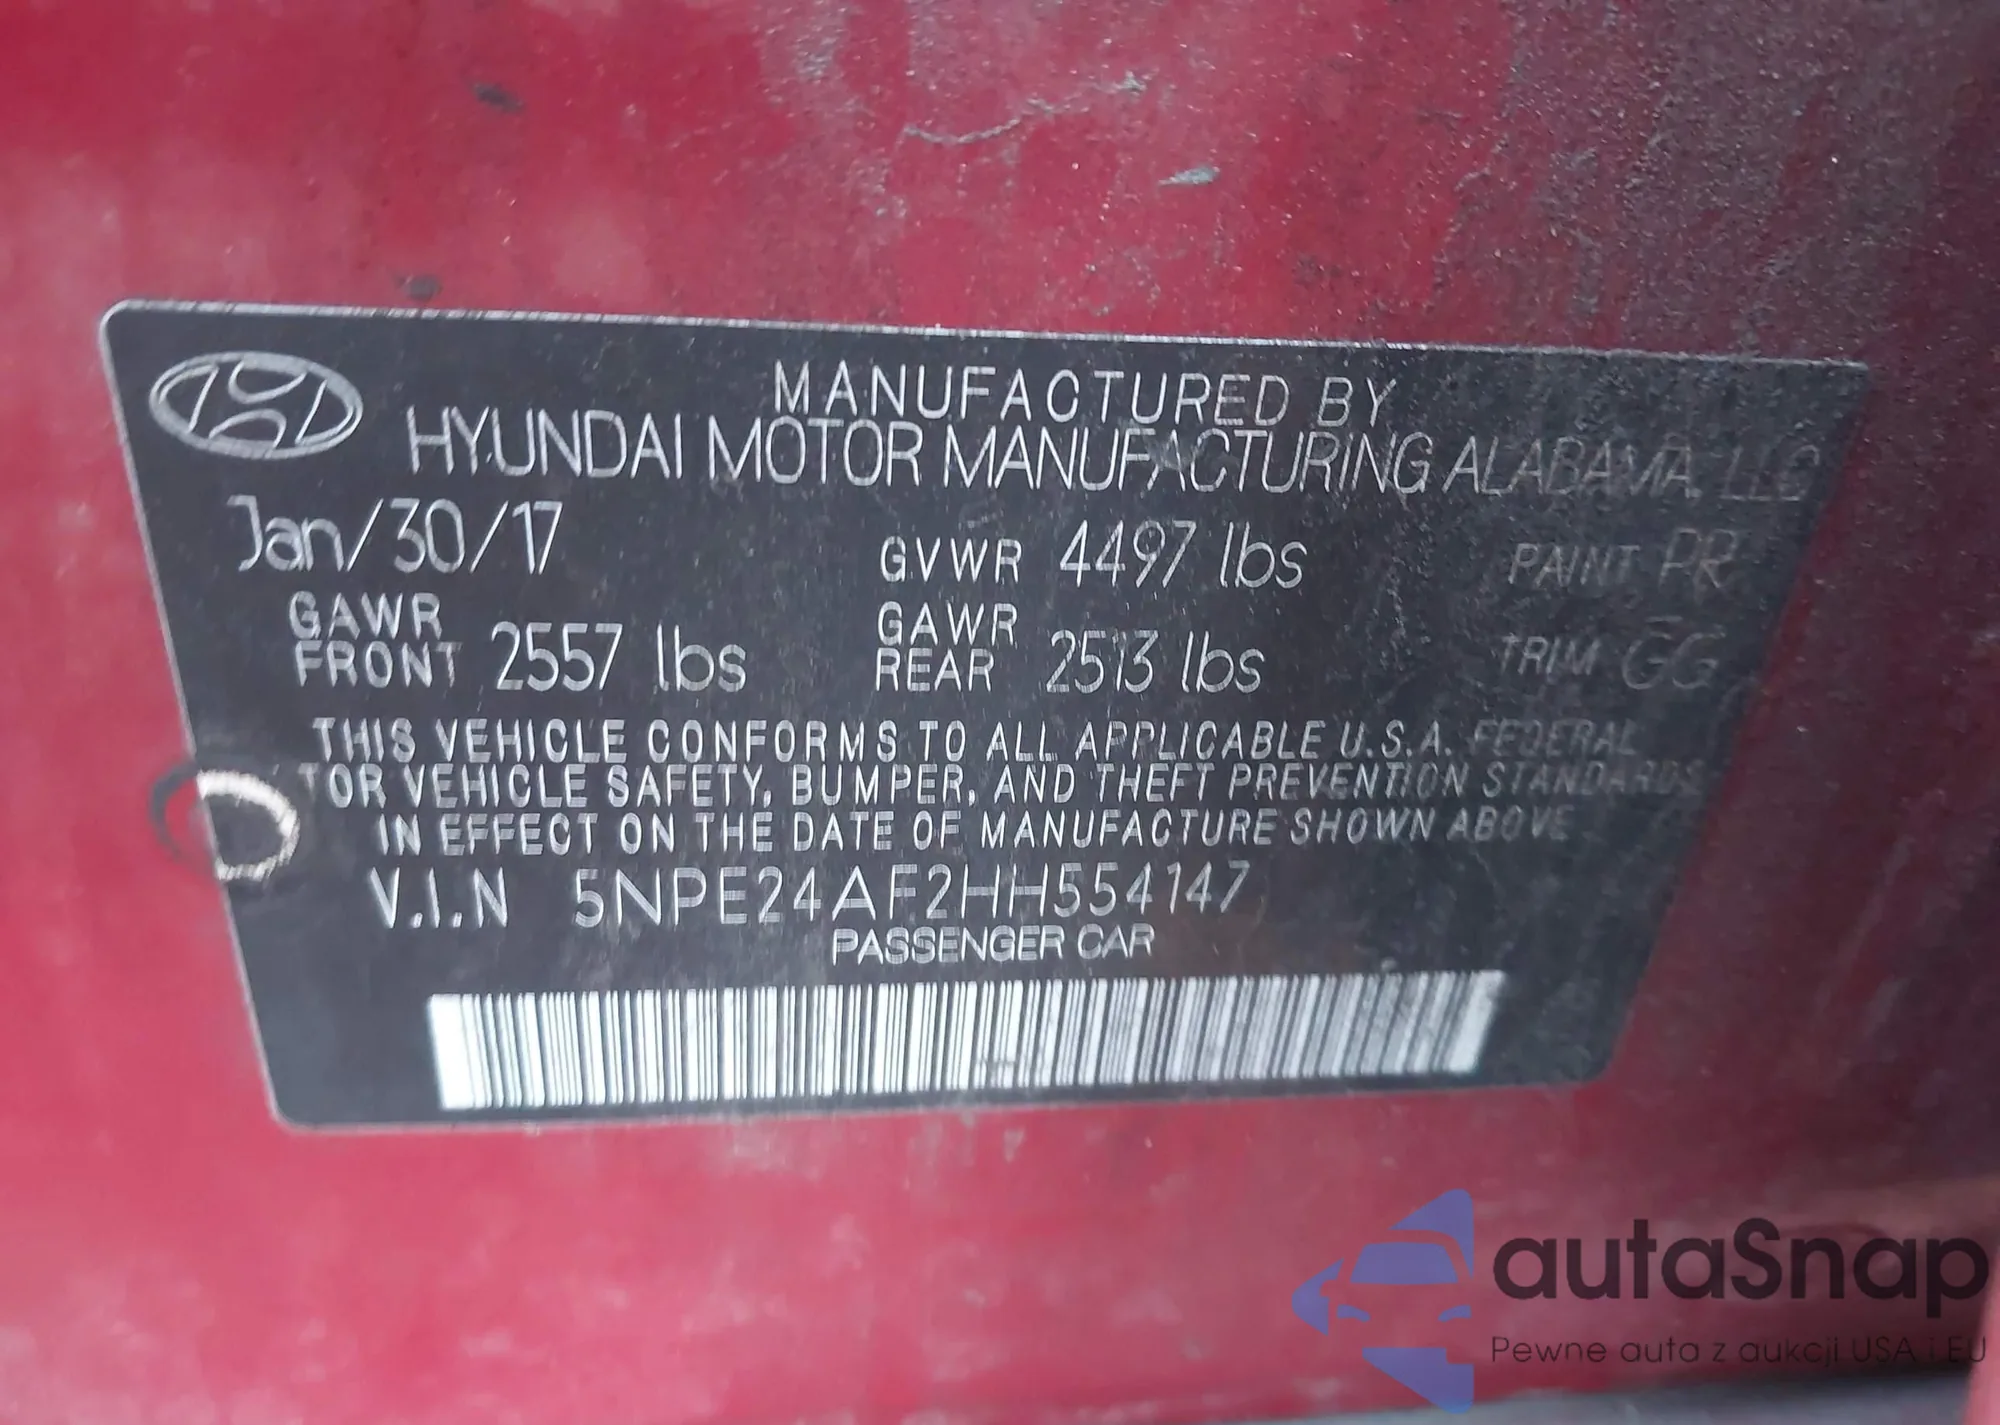 MANUFACTURED BY
HYUNDAI MOTOR MANUFACTURING ALABAMA, LLC
Jan/30/17 GVWR 4497 lbs PAINT PR
GAWR FRONT 2557 lbs GAWR REAR 2513 lbs TRIM GG
THIS VEHICLE CONFORMS TO ALL APPLICABLE U.S.A. FEDERAL
TOR VEHICLE SAFETY, BUMPER, AND THEFT PREVENTION STANDARDS
IN EFFECT ON THE DATE OF MANUFACTURE SHOWN ABOVE
V.I.N 5NPE24AF2HH554147
PASSENGER CAR
autaSnap
Pewne auta z aukcji USA i EU